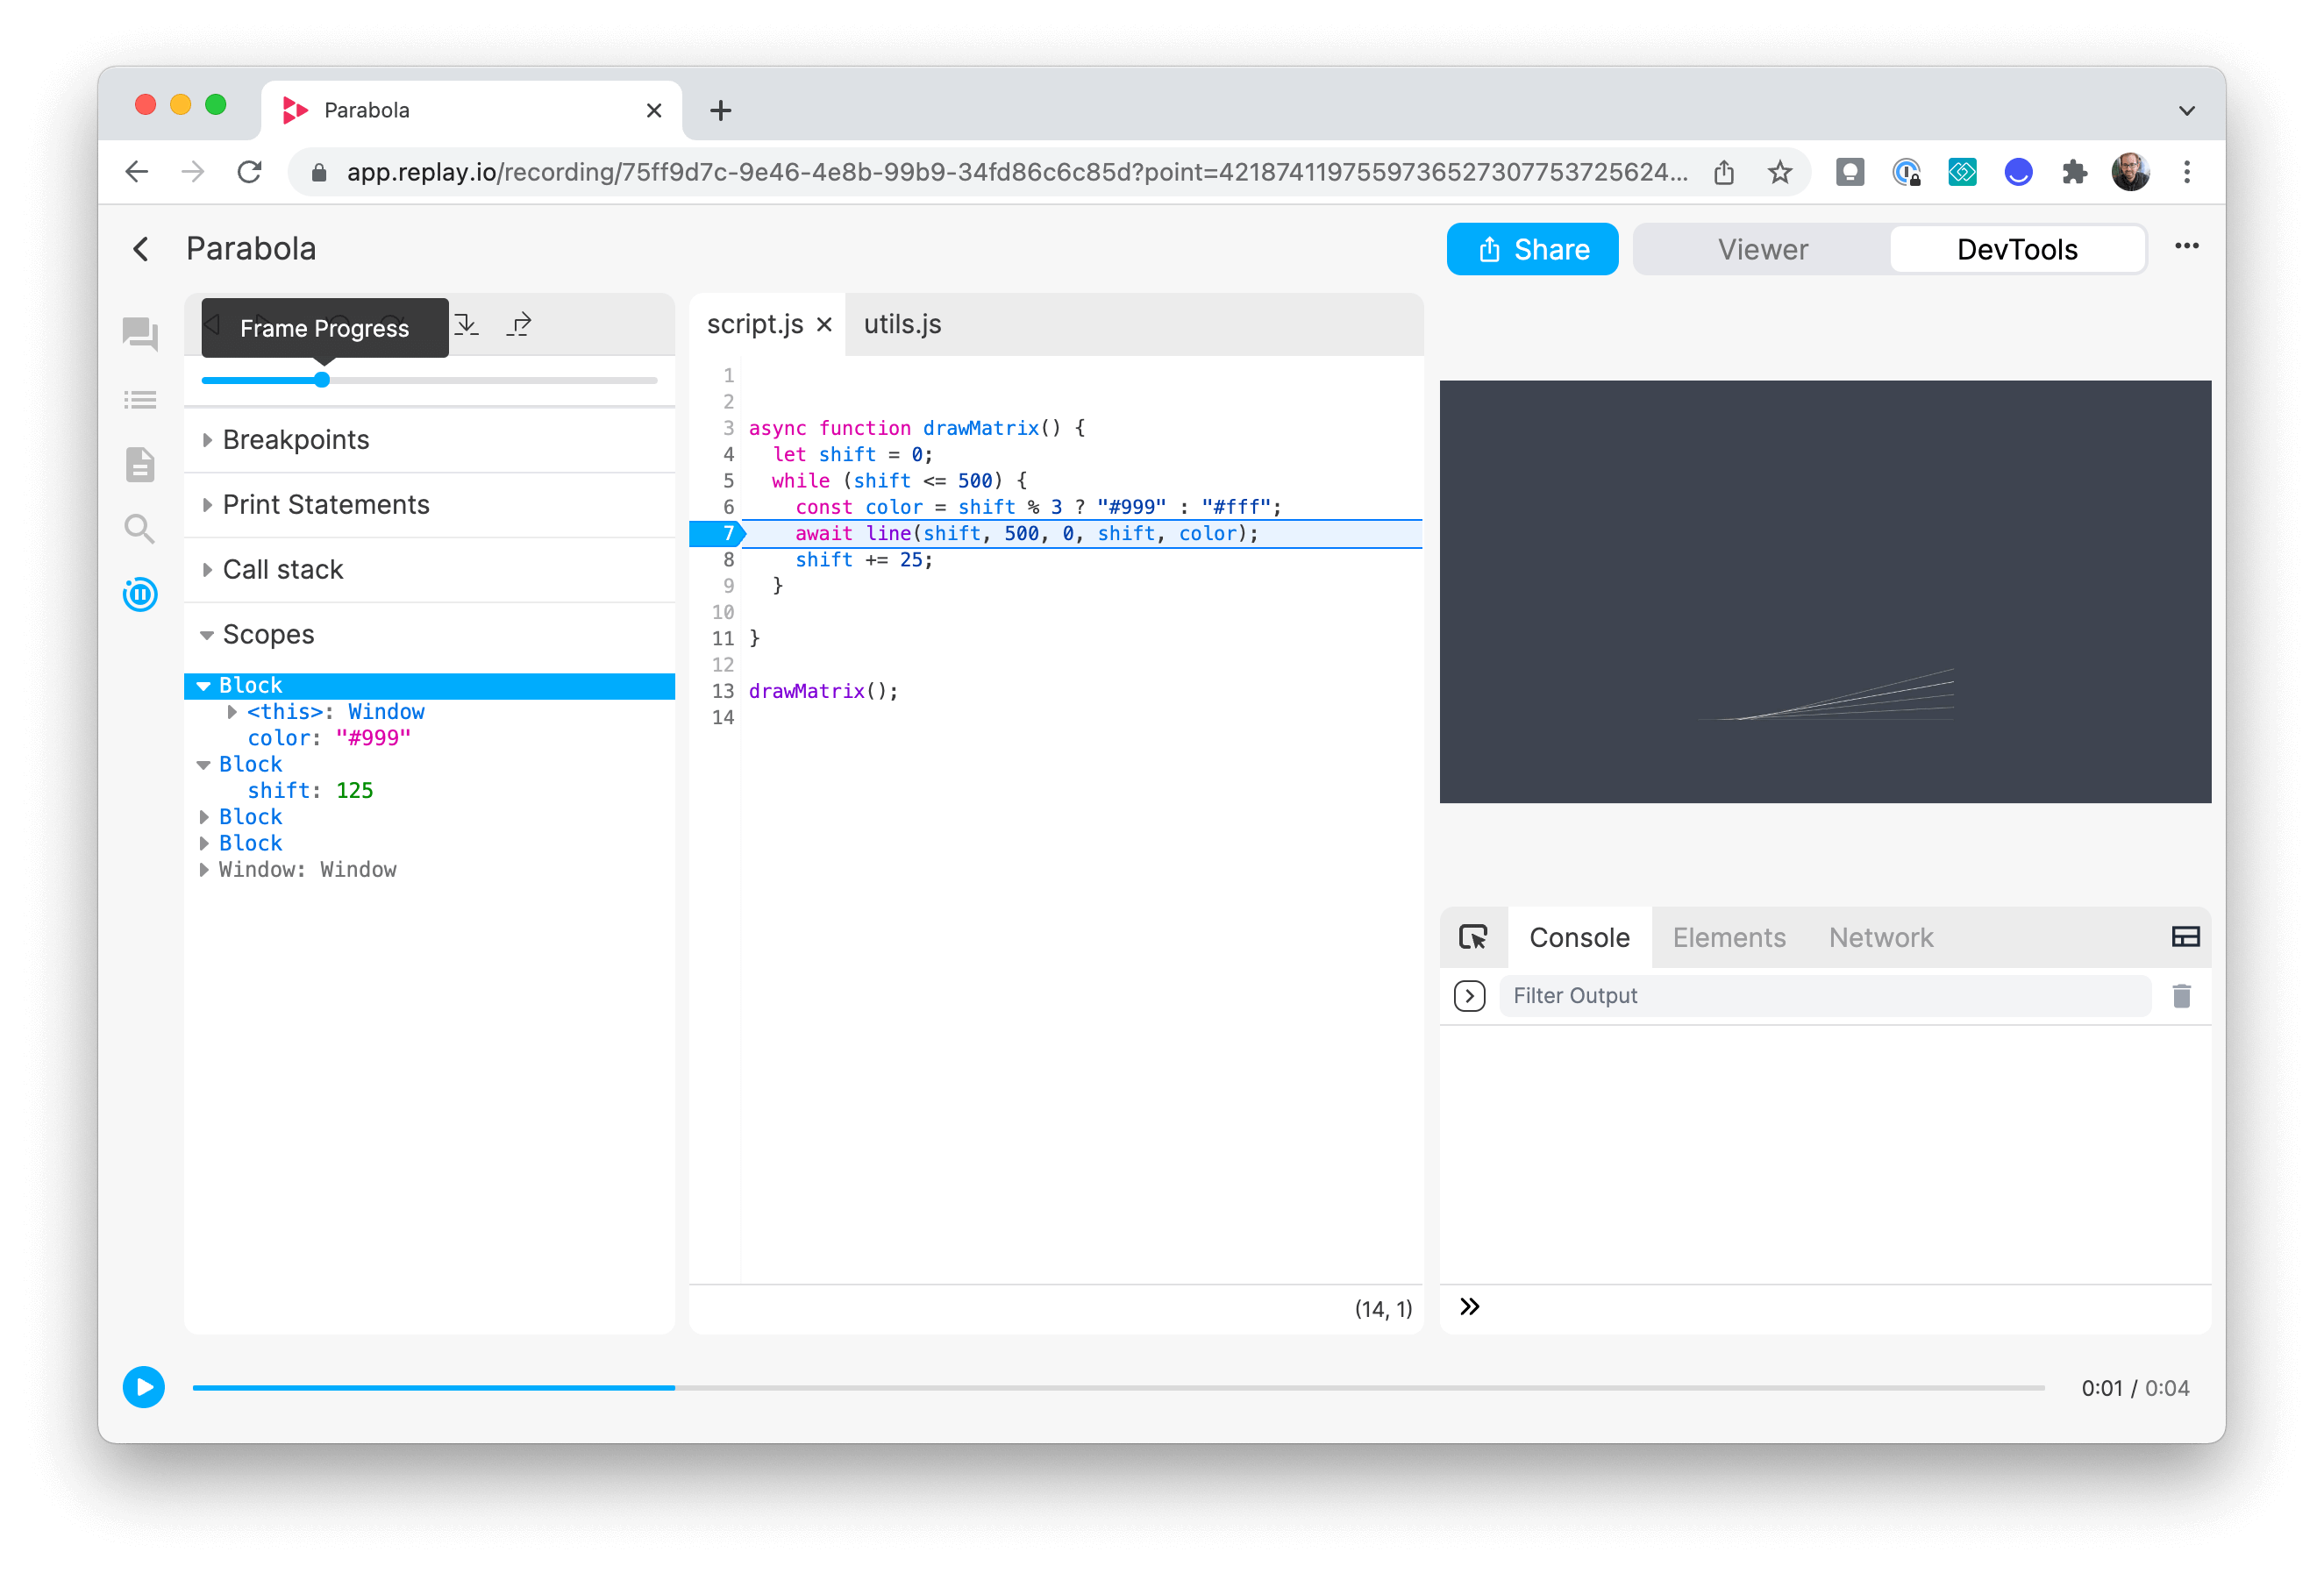 Parabola
app.replay.io/recording/75ff9d7c-9e46-4e8b-99b9-34fd86c6c85d?point=42187411975597365273077537256​24...
Parabola
Share
Viewer
DevTools
Frame Progress
Breakpoints
Print Statements
Call stack
Scopes
Block
<this>: Window
color: "#999"
Block
shift: 125
Block
Block
Window: Window
script.js
utils.js
1
2
3 async function drawMatrix() {
4 let shift = 0;
5 while (shift <= 500) {
6 const color = shift % 3 ? "#999" : "#fff";
7 await line(shift, 500, 0, shift, color);
8 shift += 25;
9 }
10
11 }
12
13 drawMatrix();
14
(14, 1)
Console
Elements
Network
Filter Output
0:01 / 0:04